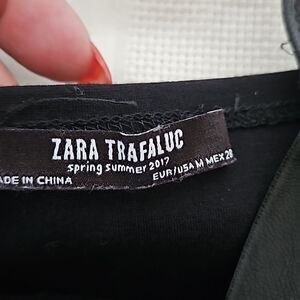 ZARA TRAFALUC
spring summer 2017
EUR/USA M MEX 28
ADE IN CHINA